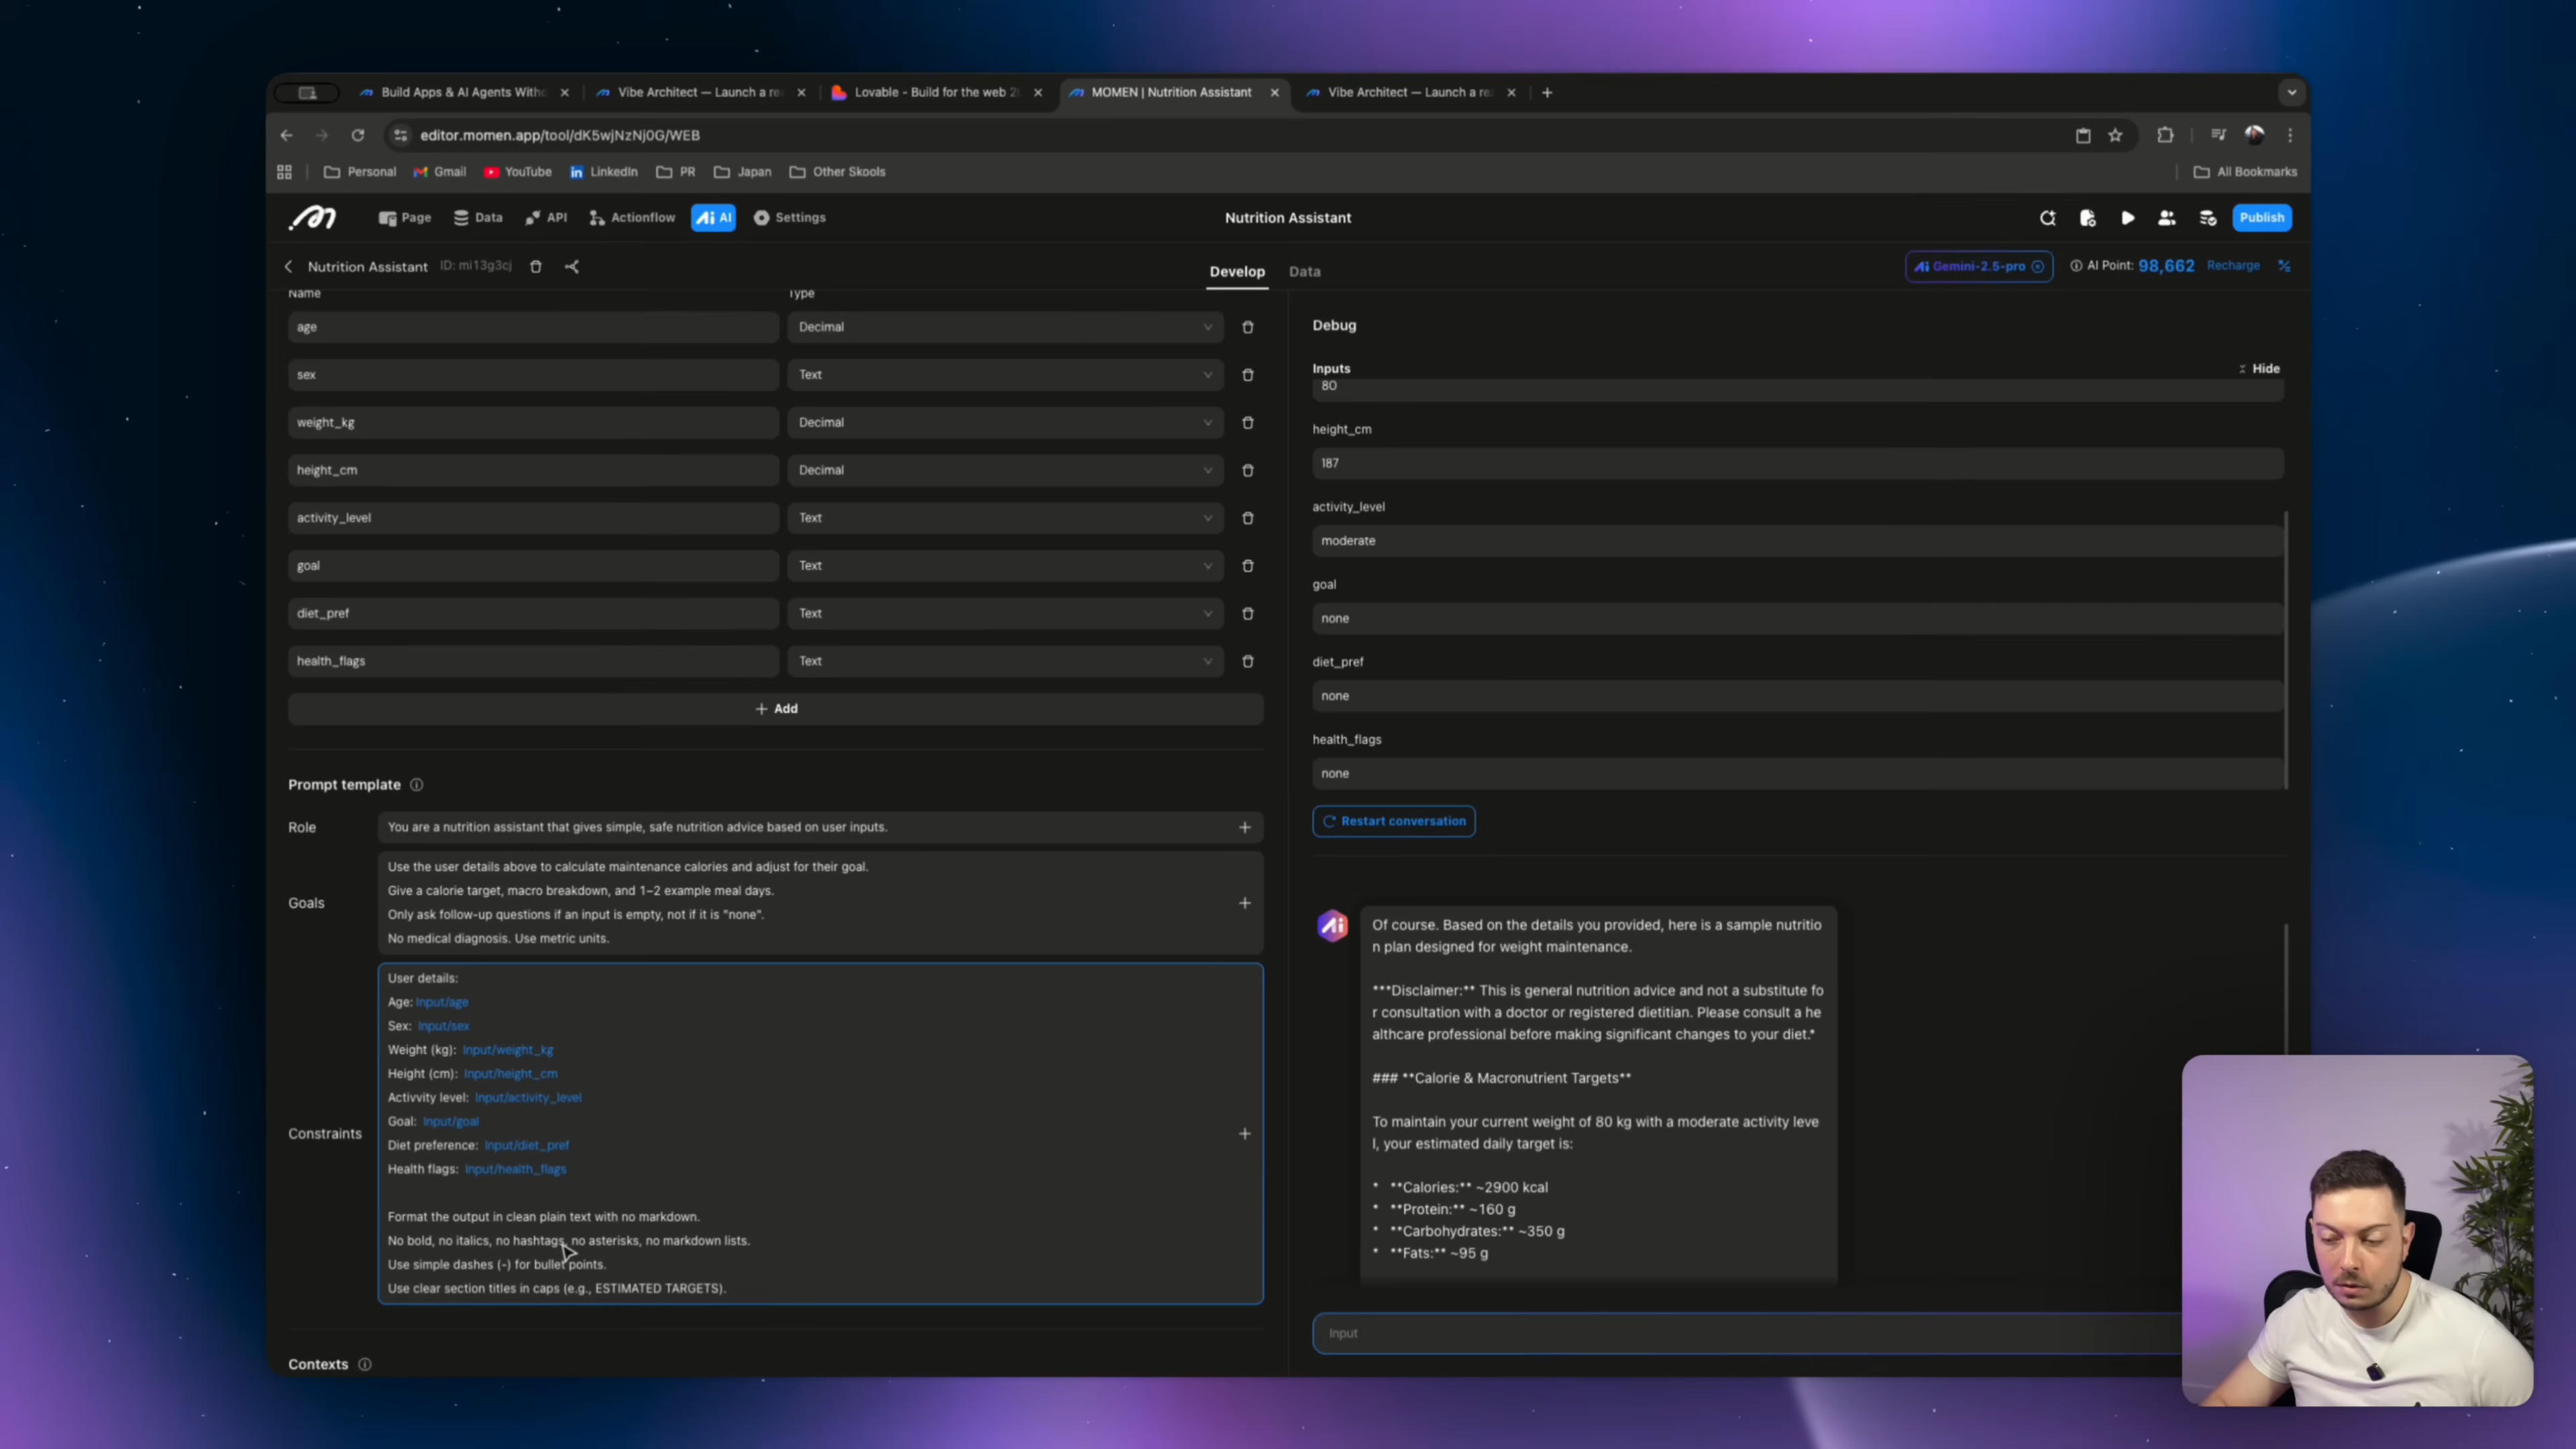 Build Apps & AI Agents Witho
Vibe Architect — Launch a re
Lovable - Build for the web 2
MOMEN | Nutrition Assistant
Vibe Architect — Launch a re
editor.momen.app/tool/dK5wjNzNj0G/WEB
Personal
Gmail
YouTube
LinkedIn
PR
Japan
Other Skools
All Bookmarks
Page
Data
API
Actionflow
AI
Settings
Nutrition Assistant
Publish
Nutrition Assistant
ID: mi13g3cj
Develop
Data
Gemini-2.5-pro
AI Point: 98,662
Recharge
Name
Type
age
Decimal
sex
Text
weight_kg
Decimal
height_cm
Decimal
activity_level
Text
goal
Text
diet_pref
Text
health_flags
Text
+ Add
Prompt template
Role
You are a nutrition assistant that gives simple, safe nutrition advice based on user inputs.
Goals
Use the user details above to calculate maintenance calories and adjust for their goal.
Give a calorie target, macro breakdown, and 1–2 example meal days.
Only ask follow-up questions if an input is empty, not if it is "none".
No medical diagnosis. Use metric units.
Constraints
User details:
Age: Input/age
Sex: Input/sex
Weight (kg): Input/weight_kg
Height (cm): Input/height_cm
Activvity level: Input/activity_level
Goal: Input/goal
Diet preference: Input/diet_pref
Health flags: Input/health_flags
Format the output in clean plain text with no markdown.
No bold, no italics, no hashtags, no asterisks, no markdown lists.
Use simple dashes (-) for bullet points.
Use clear section titles in caps (e.g., ESTIMATED TARGETS).
Contexts
Debug
Inputs
Hide
80
height_cm
187
activity_level
moderate
goal
none
diet_pref
none
health_flags
none
Restart conversation
Of course. Based on the details you provided, here is a sample nutritio
n plan designed for weight maintenance.
***Disclaimer:** This is general nutrition advice and not a substitute fo
r consultation with a doctor or registered dietitian. Please consult a he
althcare professional before making significant changes to your diet.*
### **Calorie & Macronutrient Targets**
To maintain your current weight of 80 kg with a moderate activity leve
l, your estimated daily target is:
* **Calories:** ~2900 kcal
* **Protein:** ~160 g
* **Carbohydrates:** ~350 g
* **Fats:** ~95 g
Input